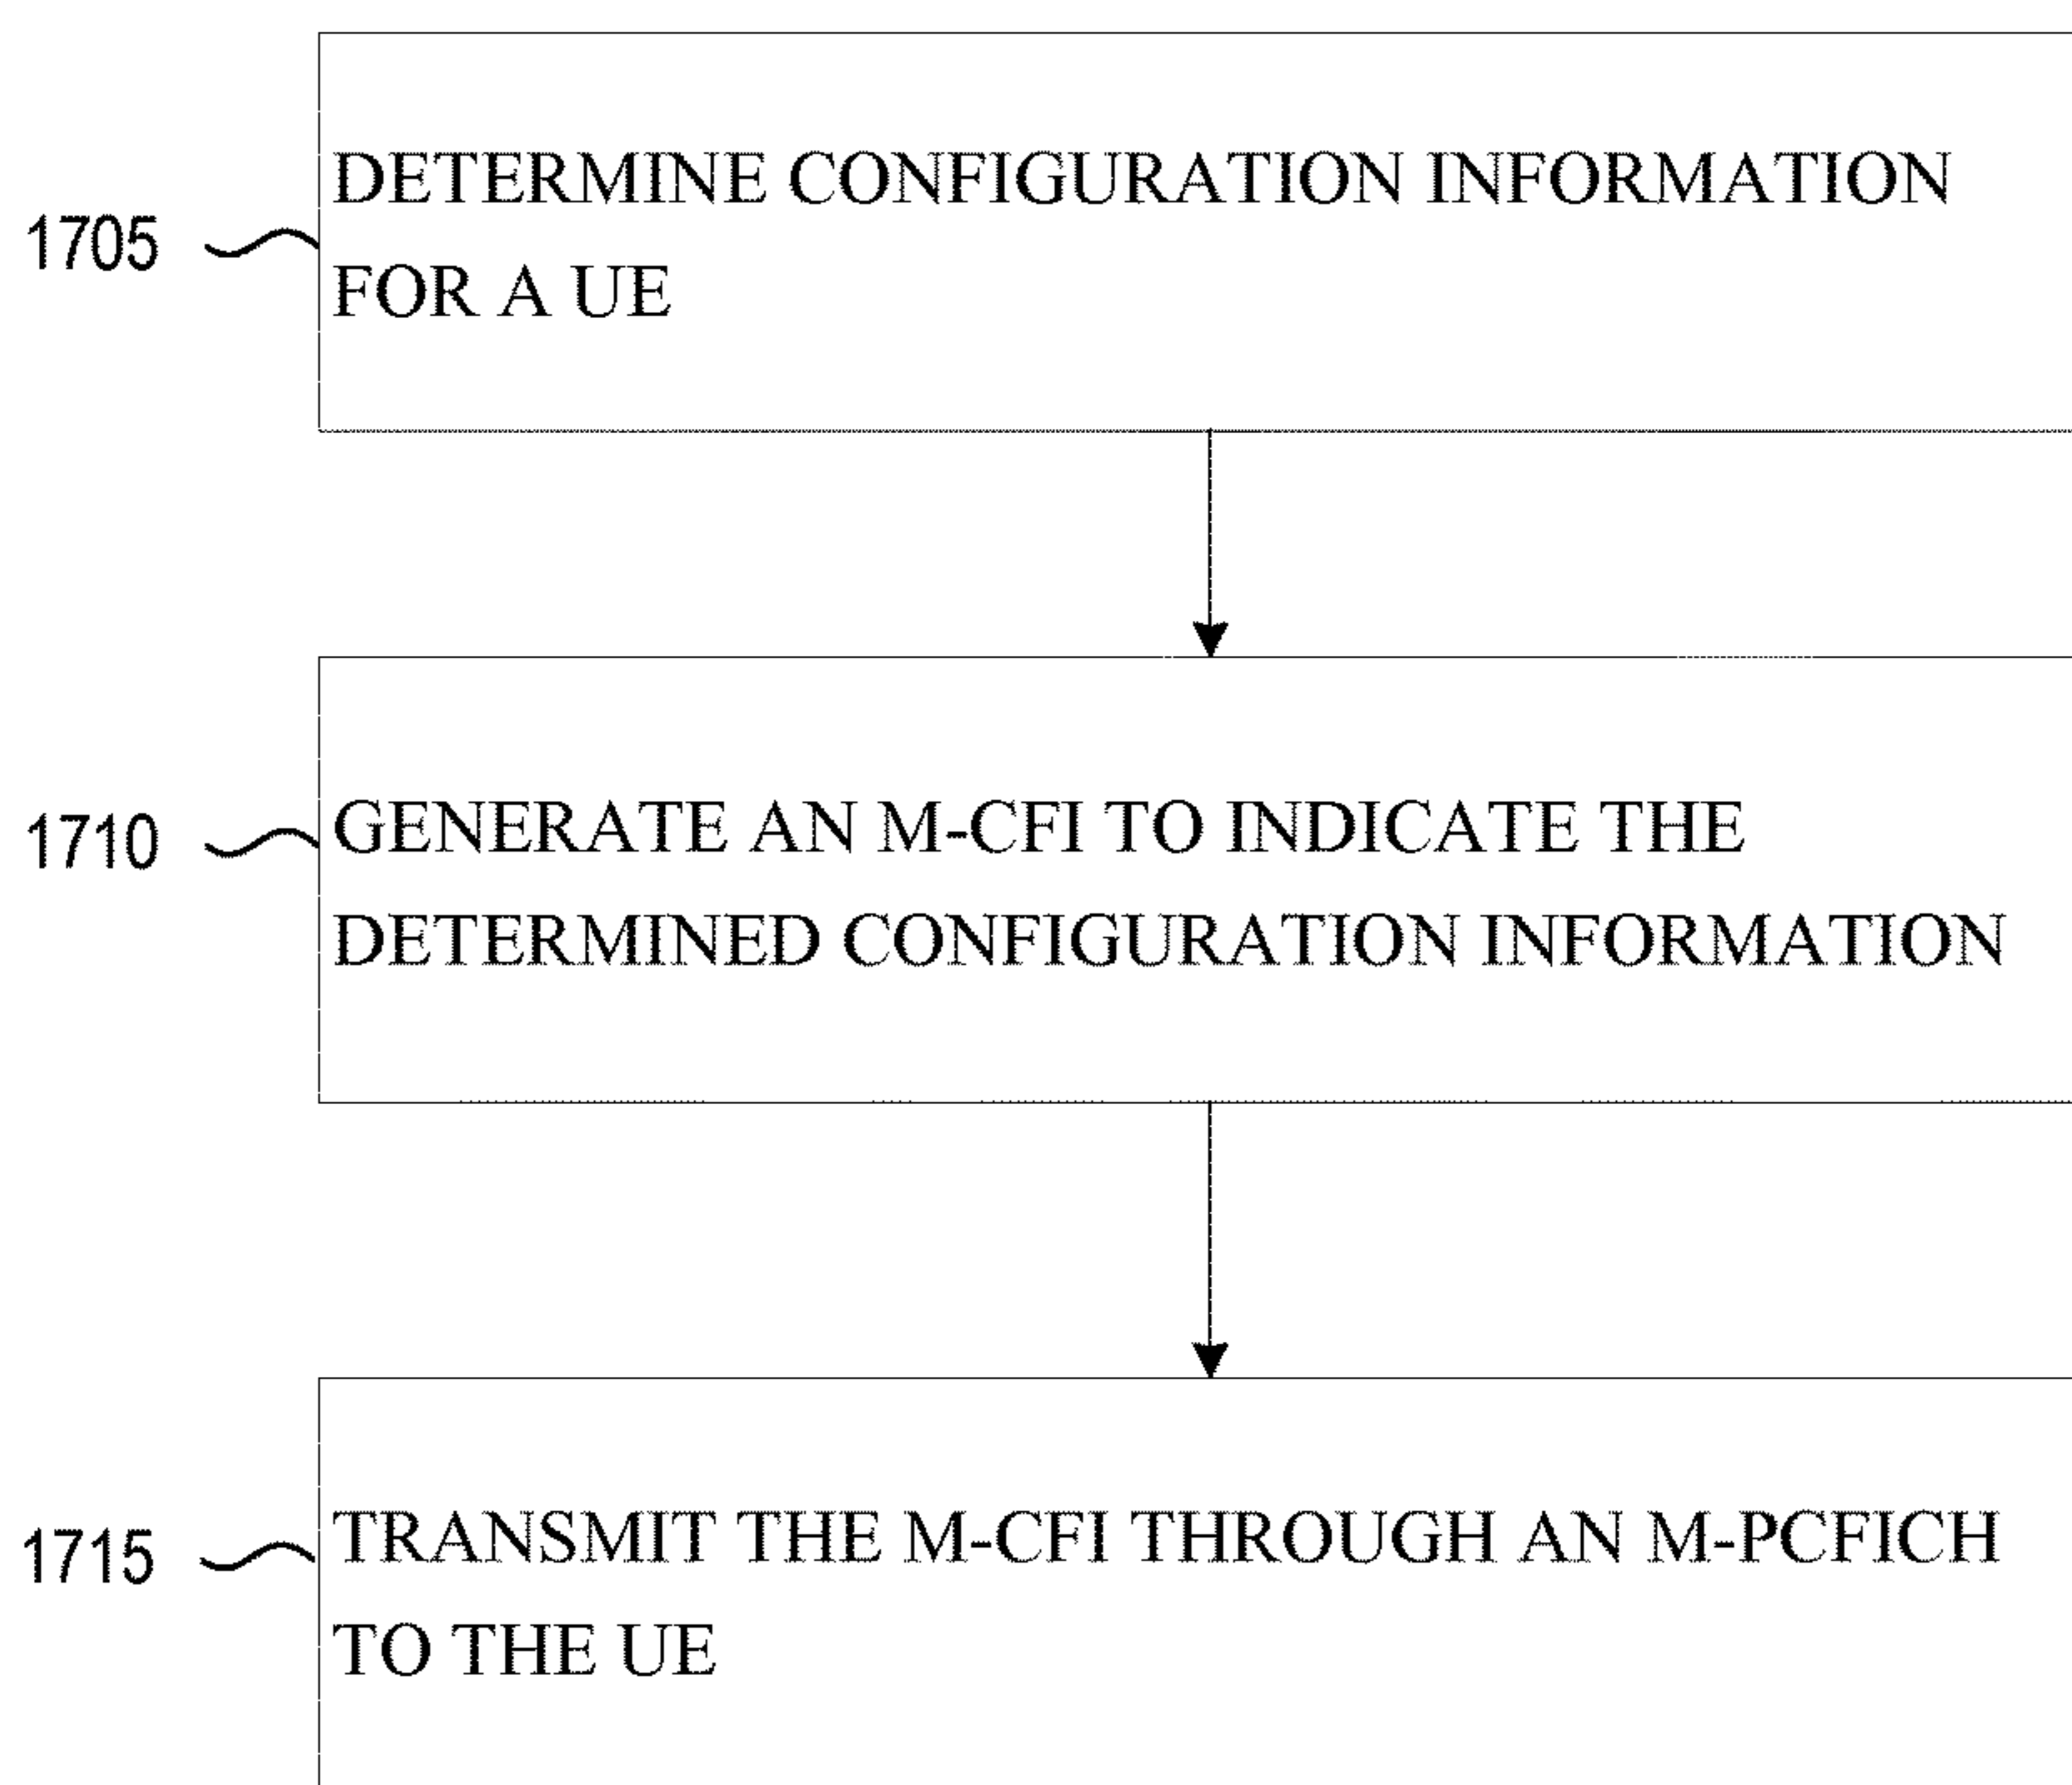 DETERMINE CONFIGURATION INFORMATION
1705
FOR A UE
GENERATE AN M-CFI TO INDICATE THE
1710
DETERMINED CONFIGURATION INFORMATION
TRANSMIT THE M-CFI THROUGH AN M-PCFICH
1715
TO THE UE